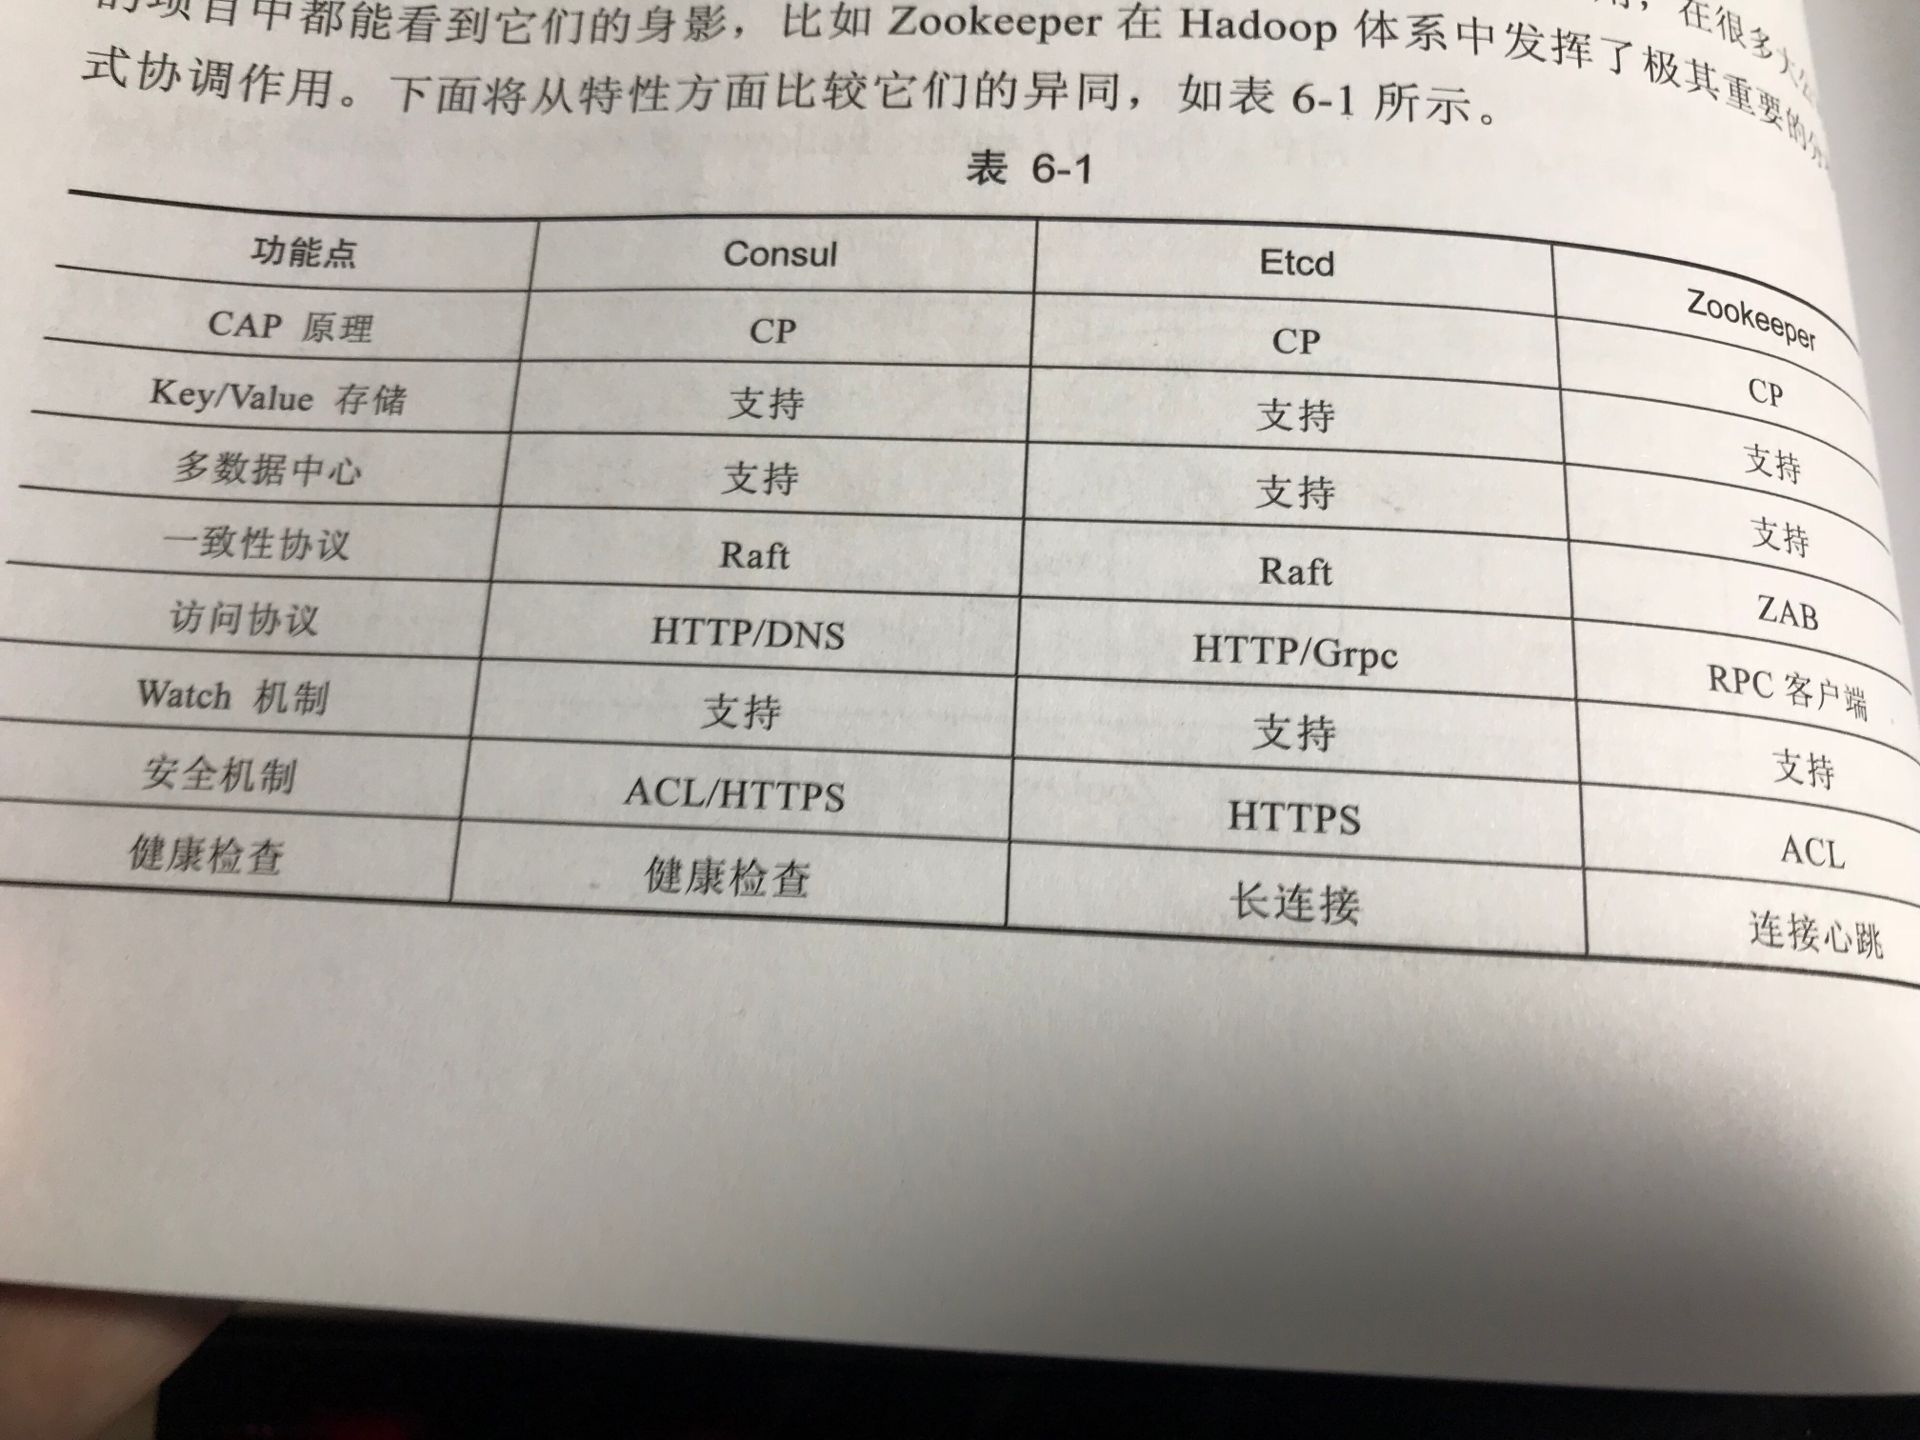 的项目中都能看到它们的身影，比如 Zookeeper 在 Hadoop 体系中发挥了极其重要的分
式协调作用。下面将从特性方面比较它们的异同，如表 6-1 所示。
表 6-1
功能点 Consul Etcd Zookeeper
CAP 原理 CP CP CP
Key/Value 存储 支持 支持 支持
多数据中心 支持 支持 支持
一致性协议 Raft Raft ZAB
访问协议 HTTP/DNS HTTP/Grpc RPC 客户端
Watch 机制 支持 支持 支持
安全机制 ACL/HTTPS HTTPS ACL
健康检查 健康检查 长连接 连接心跳